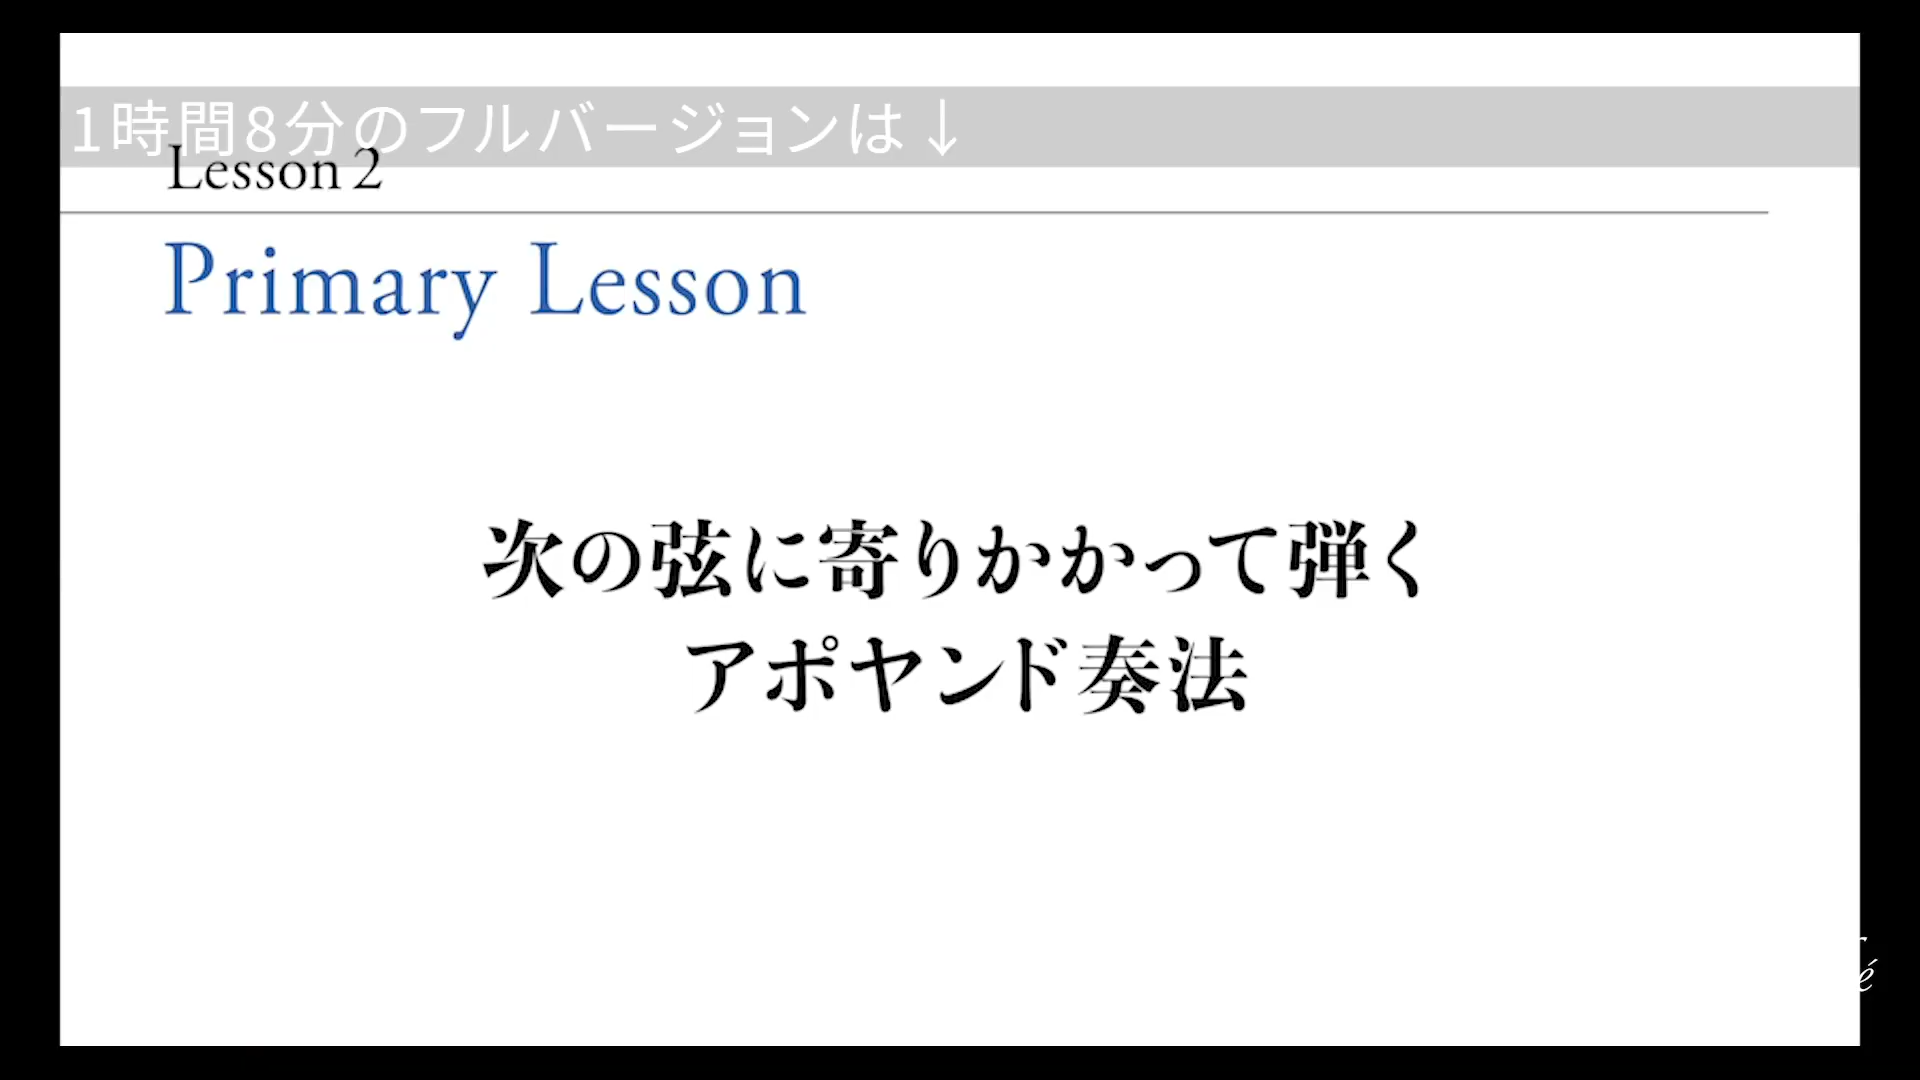 1時間8分のフルバージョンは↓
Lesson 2
Primary Lesson
次の弦に寄りかかって弾く
アポヤンド奏法